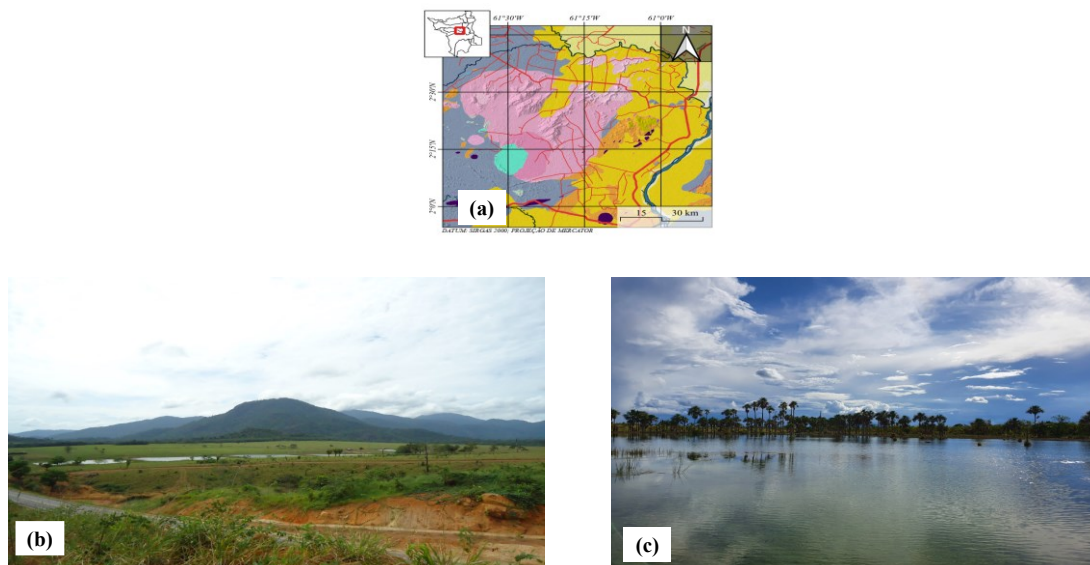 61°30'W 61°15'W 61°0'W
N
2°30'N
2°15'N
2°0'N
(a)
15 30 km
DATUM SIRGAS 2000; PROJEÇÃO DE MERCATOR
(b)
(c)